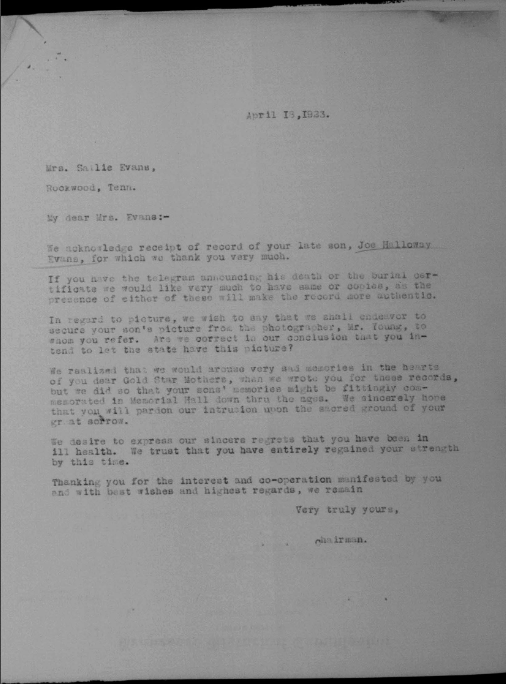 April 18,1923.
Mrs. Sallie Evans,
Rockwood, Tenn.
My dear Mrs. Evans:-
We acknowledge receipt of record of your late son, Joe Halloway
Evans, for which we thank you very much.
If you have the telegram announcing his death or the burial cer-
tificate we would like very much to have same or copies, as the
presence of either of these will make the record more authentic.
In regard to picture, we wish to say that we shall endeavor to
secure your son's picture from the photographer, Mr. Young, to
whom you refer. Are we correct in our conclusion that you in-
tend to let the state have this picture?
We realized that we would arouse very sad memories in the hearts
of you dear Gold Star Mothers, when we wrote you for these records,
but we did so that your sons' memories might be fittingly com-
memorated in Memorial Hall down thru the ages. We sincerely hope
that you will pardon our intrusion upon the sacred ground of your
great sorrow.
We desire to express our sincere regrets that you have been in
ill health. We trust that you have entirely regained your strength
by this time.
Thanking you for the interest and co-operation manifested by you
and with best wishes and highest regards, we remain
Very truly yours,
Chairman.